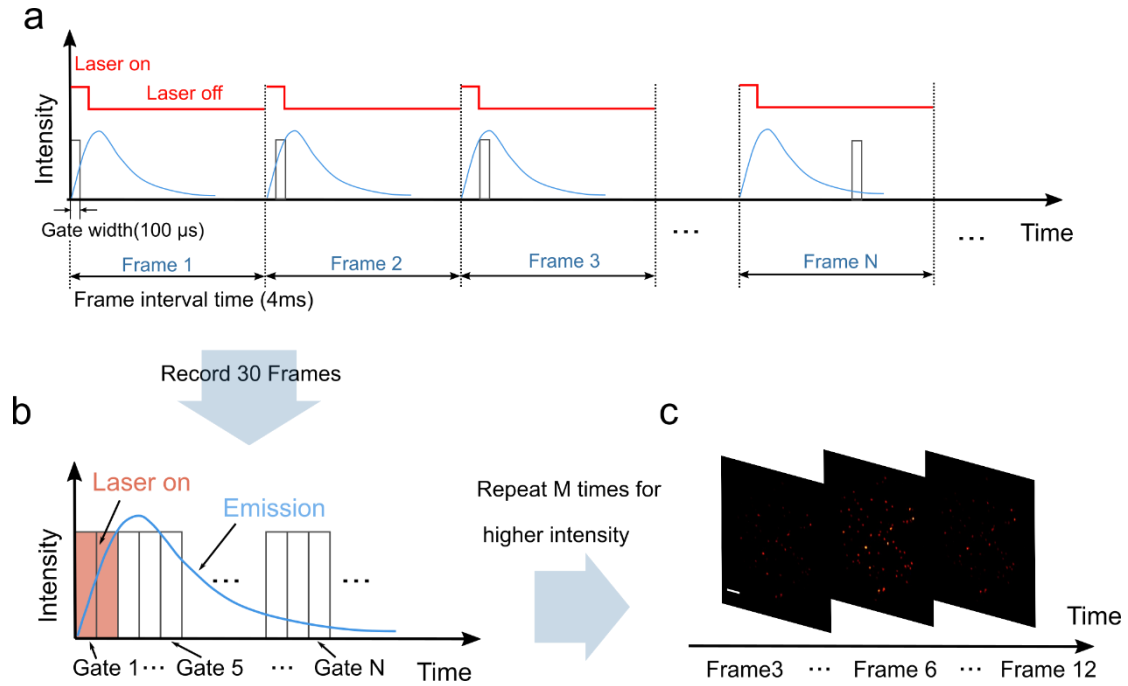 a
Laser on
Laser off
Intensity
Gate width(100 µs)
... Time
...
Frame 1 Frame 2 Frame 3 Frame N
Frame interval time (4ms)
Record 30 Frames
b
Laser on
Emission
Intensity
... ...
Gate 1 ... Gate 5 ... Gate N Time
Repeat M times for
higher intensity
c
Time
Frame3 ... Frame 6 ... Frame 12